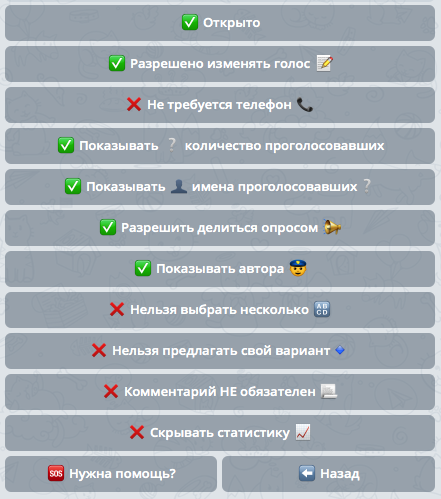 ✅ Открыто
✅ Разрешено изменять голос 📝
❌ Не требуется телефон 📞
✅ Показывать ❔ количество проголосовавших
✅ Показывать 👤 имена проголосовавших ❔
✅ Разрешить делиться опросом 📯
✅ Показывать автора 👮
❌ Нельзя выбрать несколько 🔠
❌ Нельзя предлагать свой вариант 🔹
❌ Комментарий НЕ обязателен 📃
❌ Скрывать статистику 📈
🆘 Нужна помощь?
⬅️ Назад